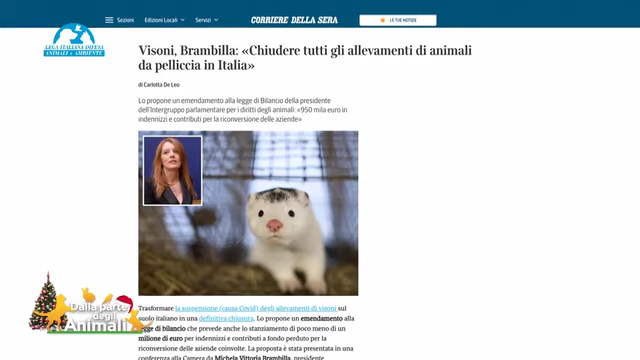 Sezioni Edizioni Locali Servizi CORRIERE DELLA SERA LE TUE NOTIZIE
LEGA ITALIANA DIFESA
ANIMALI e AMBIENTE
Visoni, Brambilla: «Chiudere tutti gli allevamenti di animali
da pelliccia in Italia»
di Carlotta De Leo
Lo propone un emendamento alla legge di Bilancio della presidente
dell'Intergruppo parlamentare per i diritti degli animali: «950 mila euro in
indennizzi e contributi per la riconversione delle aziende»
Trasformare la sospensione (causa Covid) degli allevamenti di visoni sul
suolo italiano in una definitiva chiusura. Lo propone un emendamento alla
legge di bilancio che prevede anche lo stanziamento di poco meno di un
milione di euro per indennizzi e contributi a fondo perduto per la
riconversione delle aziende coinvolte. La proposta è stata presentata in una
conferenza alla Camera da Michela Vittoria Brambilla, presidente
Dalla parte
degli
Animali